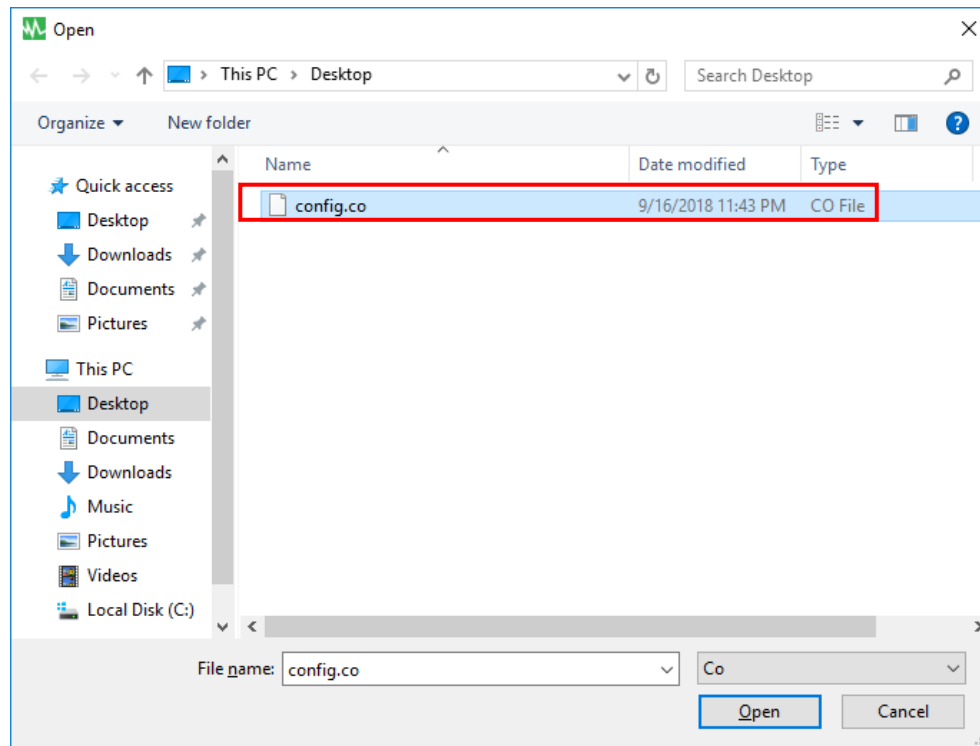 Open
This PC > Desktop
Search Desktop
Organize
New folder
Name
Date modified
Type
Quick access
Desktop
Downloads
Documents
Pictures
This PC
Desktop
Documents
Downloads
Music
Pictures
Videos
Local Disk (C:)
config.co 9/16/2018 11:43 PM CO File
File name: config.co
Co
Open
Cancel